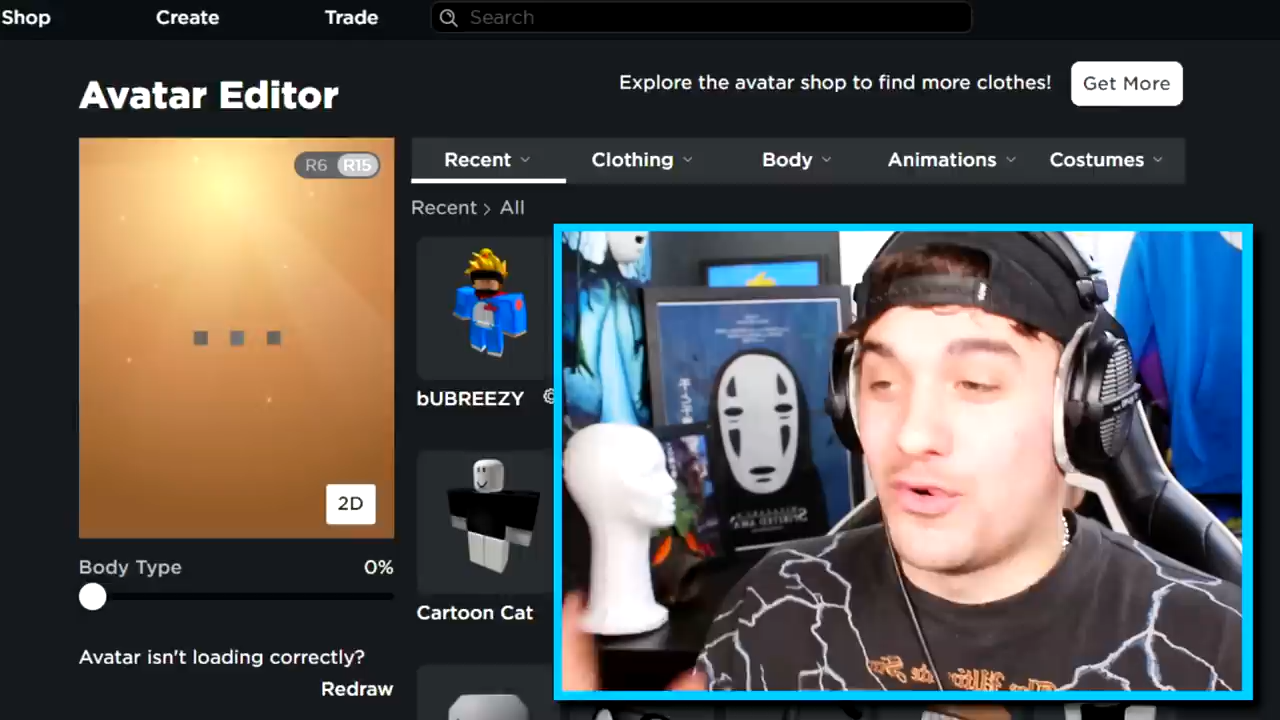 Shop Create Trade Search
Avatar Editor
Explore the avatar shop to find more clothes! Get More
R6 R15
Recent Clothing Body Animations Costumes
Recent > All
bUBREEZY
2D
Body Type 0%
Cartoon Cat
Avatar isn't loading correctly?
Redraw